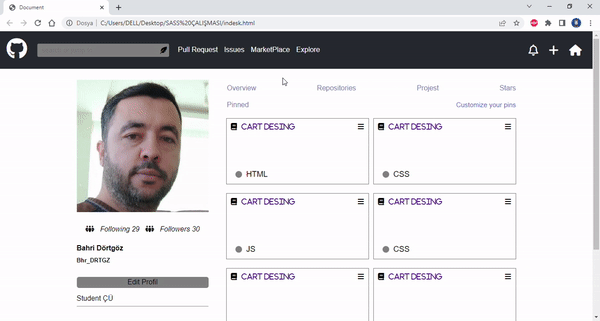 Document
Dosya | C:/Users/DELL/Desktop/SASS%20ÇALIŞMASI/indesk.html
Pull Request Issues MarketPlace Explore
Overview Repositories Projest Stars
Pinned Customize your pins
CART DESING CART DESING
HTML CSS
CART DESING CART DESING
JS CSS
CART DESING CART DESING
Following 29 Followers 30
Bahri Dörtgöz
Bhr_DRTGZ
Edit Profil
Student ÇÜ